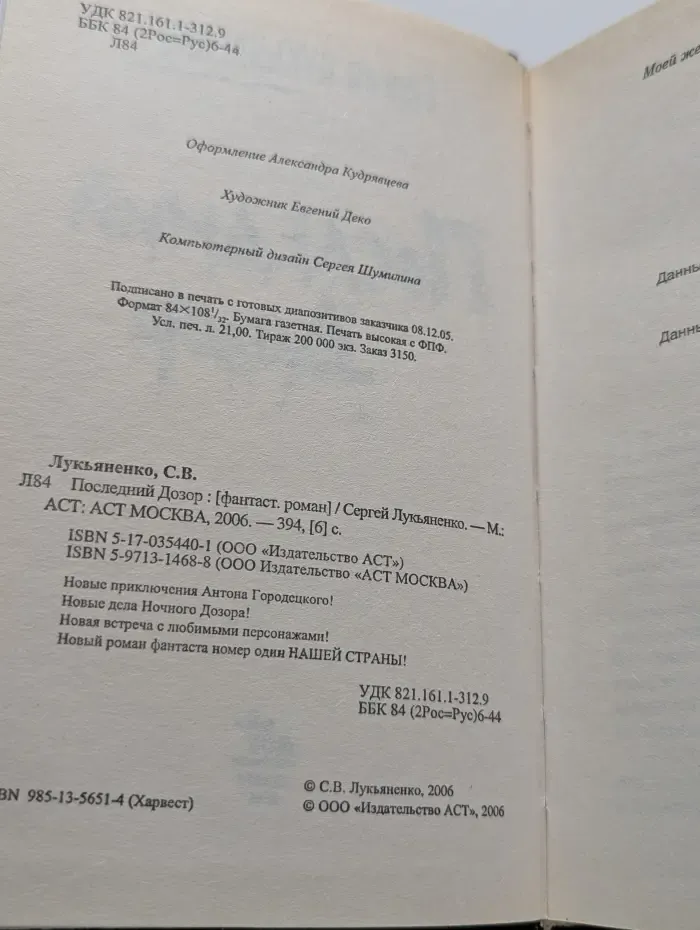 УДК 821.161.1-312.9
ББК 84 (2Рос=Рус)6-44
Л84
Оформление Александра Кудрявцева
Художник Евгений Деко
Компьютерный дизайн Сергея Шумилина
Подписано в печать с готовых диапозитивов заказчика 08.12.05.
Формат 84×108¹/₃₂. Бумага газетная. Печать высокая с ФПФ.
Усл. печ. л. 21,00. Тираж 200 000 экз. Заказ 3150.
Лукьяненко, С.В.
Л84 Последний Дозор : [фантаст. роман] / Сергей Лукьяненко. — М.:
АСТ: АСТ МОСКВА, 2006. — 394, [6] с.
ISBN 5-17-035440-1 (ООО «Издательство АСТ»)
ISBN 5-9713-1468-8 (ООО Издательство «АСТ МОСКВА»)
Новые приключения Антона Городецкого!
Новые дела Ночного Дозора!
Новая встреча с любимыми персонажами!
Новый роман фантаста номер один НАШЕЙ СТРАНЫ!
УДК 821.161.1-312.9
ББК 84 (2Рос=Рус)6-44
BN 985-13-5651-4 (Харвест)
© С.В. Лукьяненко, 2006
© ООО «Издательство АСТ», 2006
Моей же
Данны
Данны